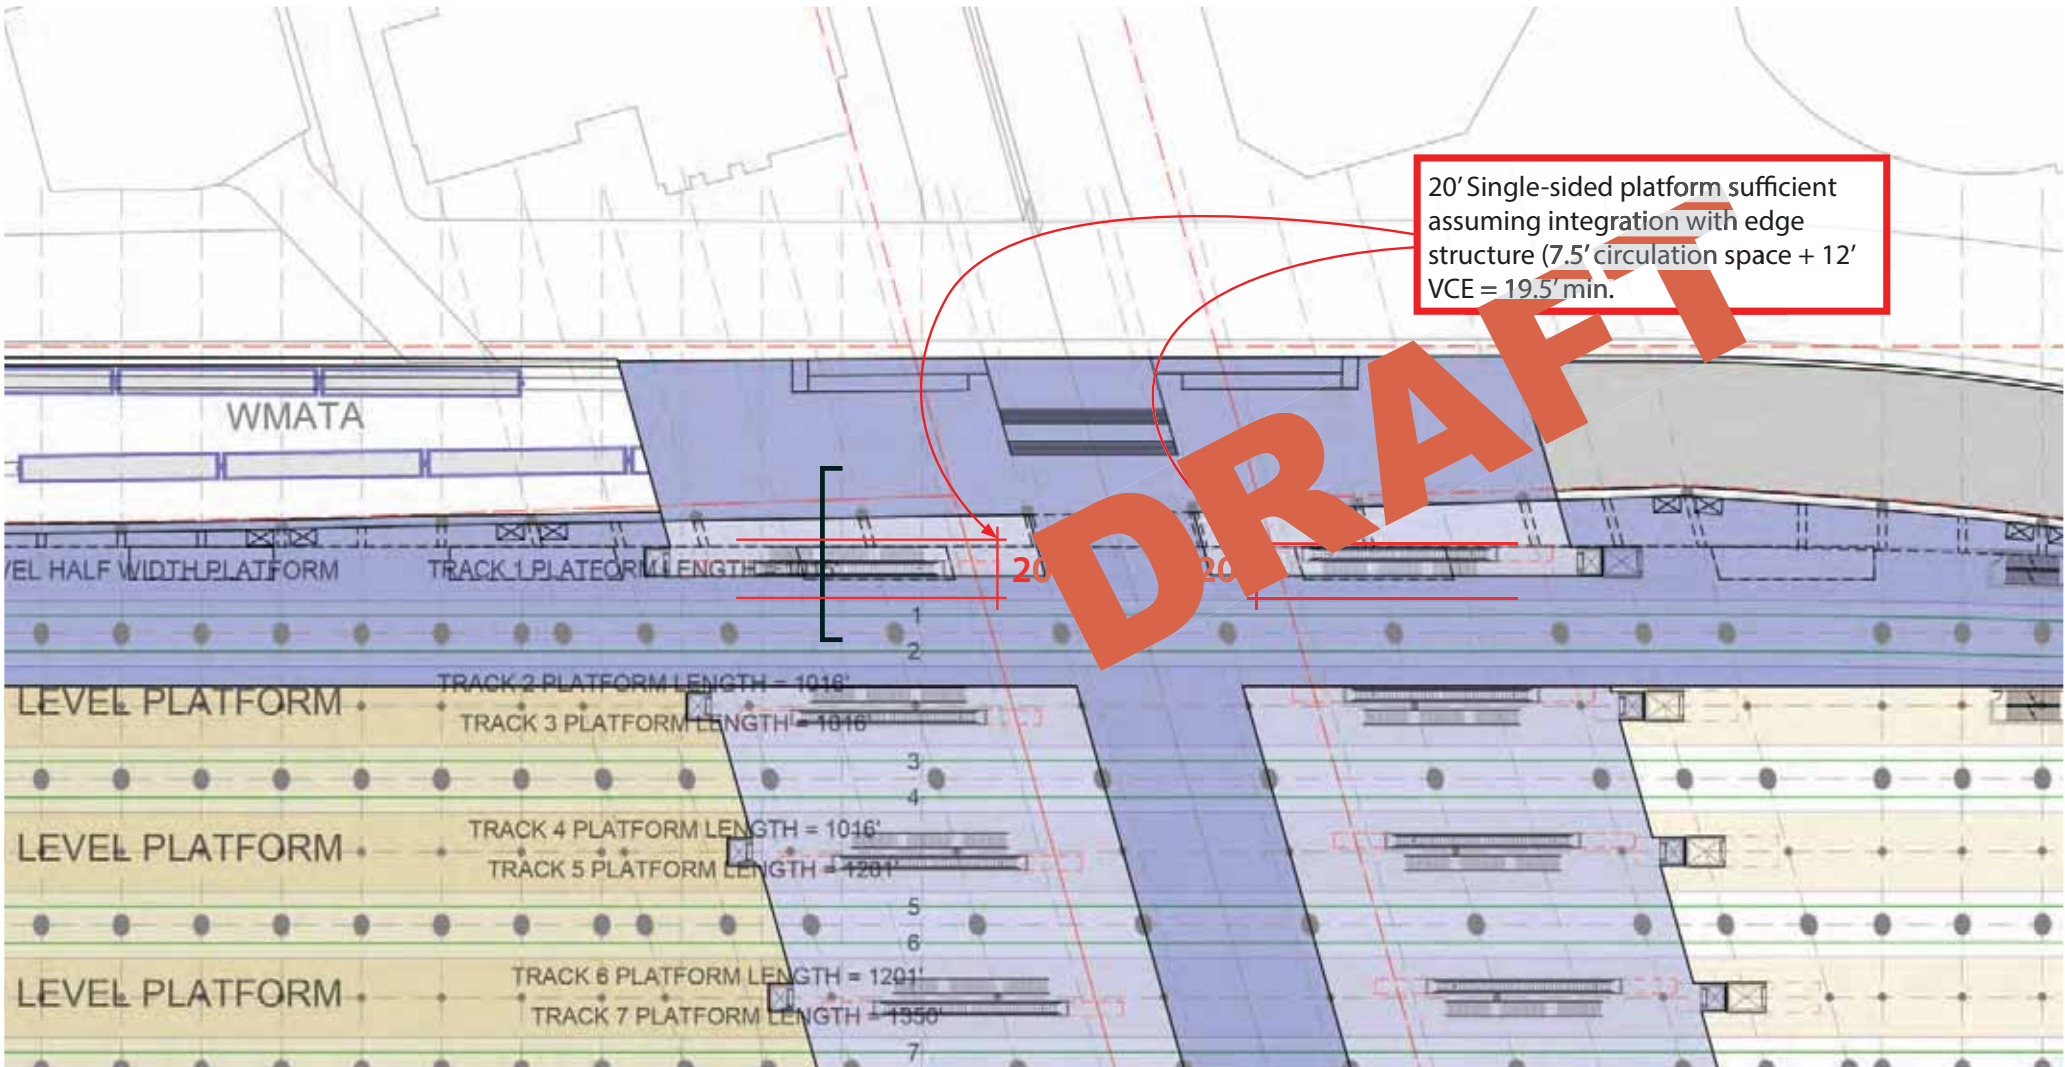 20’ Single-sided platform sufficient
assuming integration with edge
structure (7.5’ circulation space + 12’
VCE = 19.5’ min.
DRAFT
WMATA
VEL HALF WIDTH PLATFORM
TRACK 1 PLATFORM LENGTH = 1016'
20
20
1
2
LEVEL PLATFORM
TRACK 2 PLATFORM LENGTH = 1016'
TRACK 3 PLATFORM LENGTH = 1016'
3
4
LEVEL PLATFORM
TRACK 4 PLATFORM LENGTH = 1016'
TRACK 5 PLATFORM LENGTH = 1201'
5
6
LEVEL PLATFORM
TRACK 6 PLATFORM LENGTH = 1201'
TRACK 7 PLATFORM LENGTH = 1350'
7